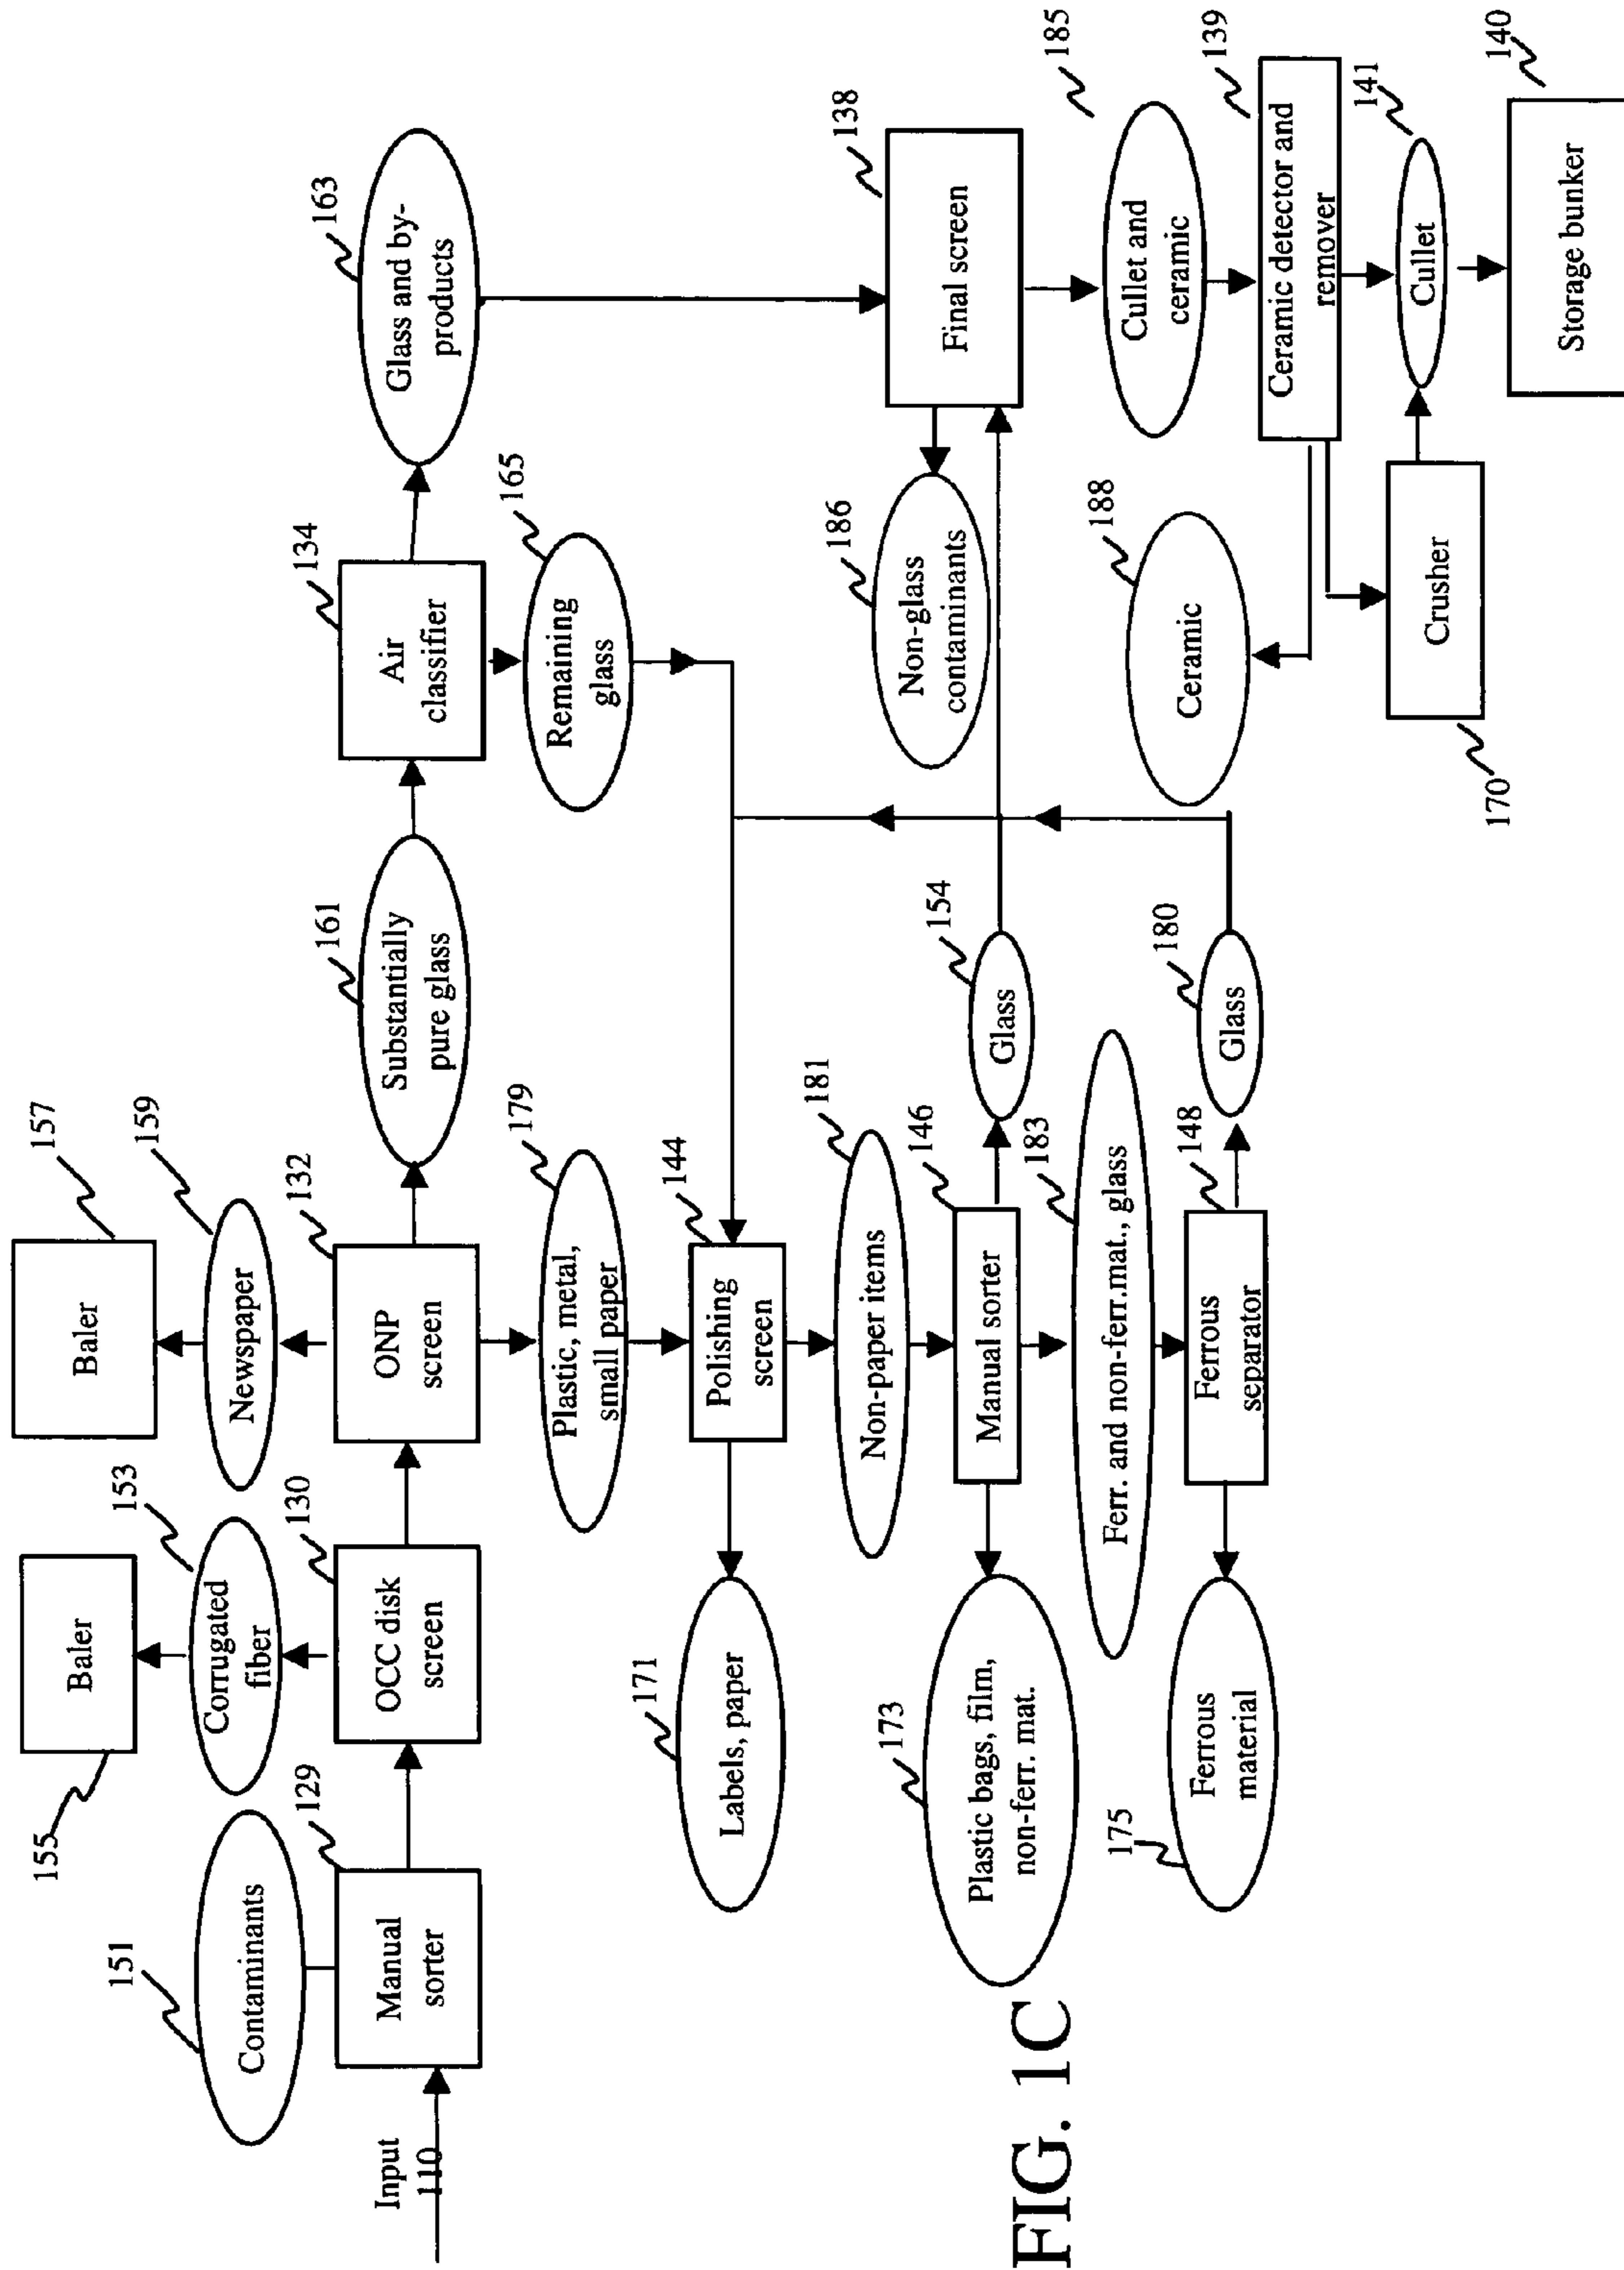 155
Baler
153
Corrugated
fiber
157
Baler
159
Newspaper
151
Contaminants
129
Manual
sorter
Input
110
130
OCC disk
screen
132
ONP
screen
161
Substantially
pure glass
134
Air
classifier
163
Glass and by-
products
165
Remaining
glass
179
Plastic, metal,
small paper
144
Polishing
screen
171
Labels, paper
181
Non-paper items
146
Manual sorter
154
Glass
173
Plastic bags, film,
non-ferr. mat.
183
Ferr. and non-ferr.mat., glass
148
Ferrous
separator
180
Glass
175
Ferrous
material
138
Final screen
186
Non-glass
contaminants
185
Cullet and
ceramic
139
Ceramic detector and
remover
188
Ceramic
170
Crusher
141
Cullet
140
Storage bunker
FIG. 1C